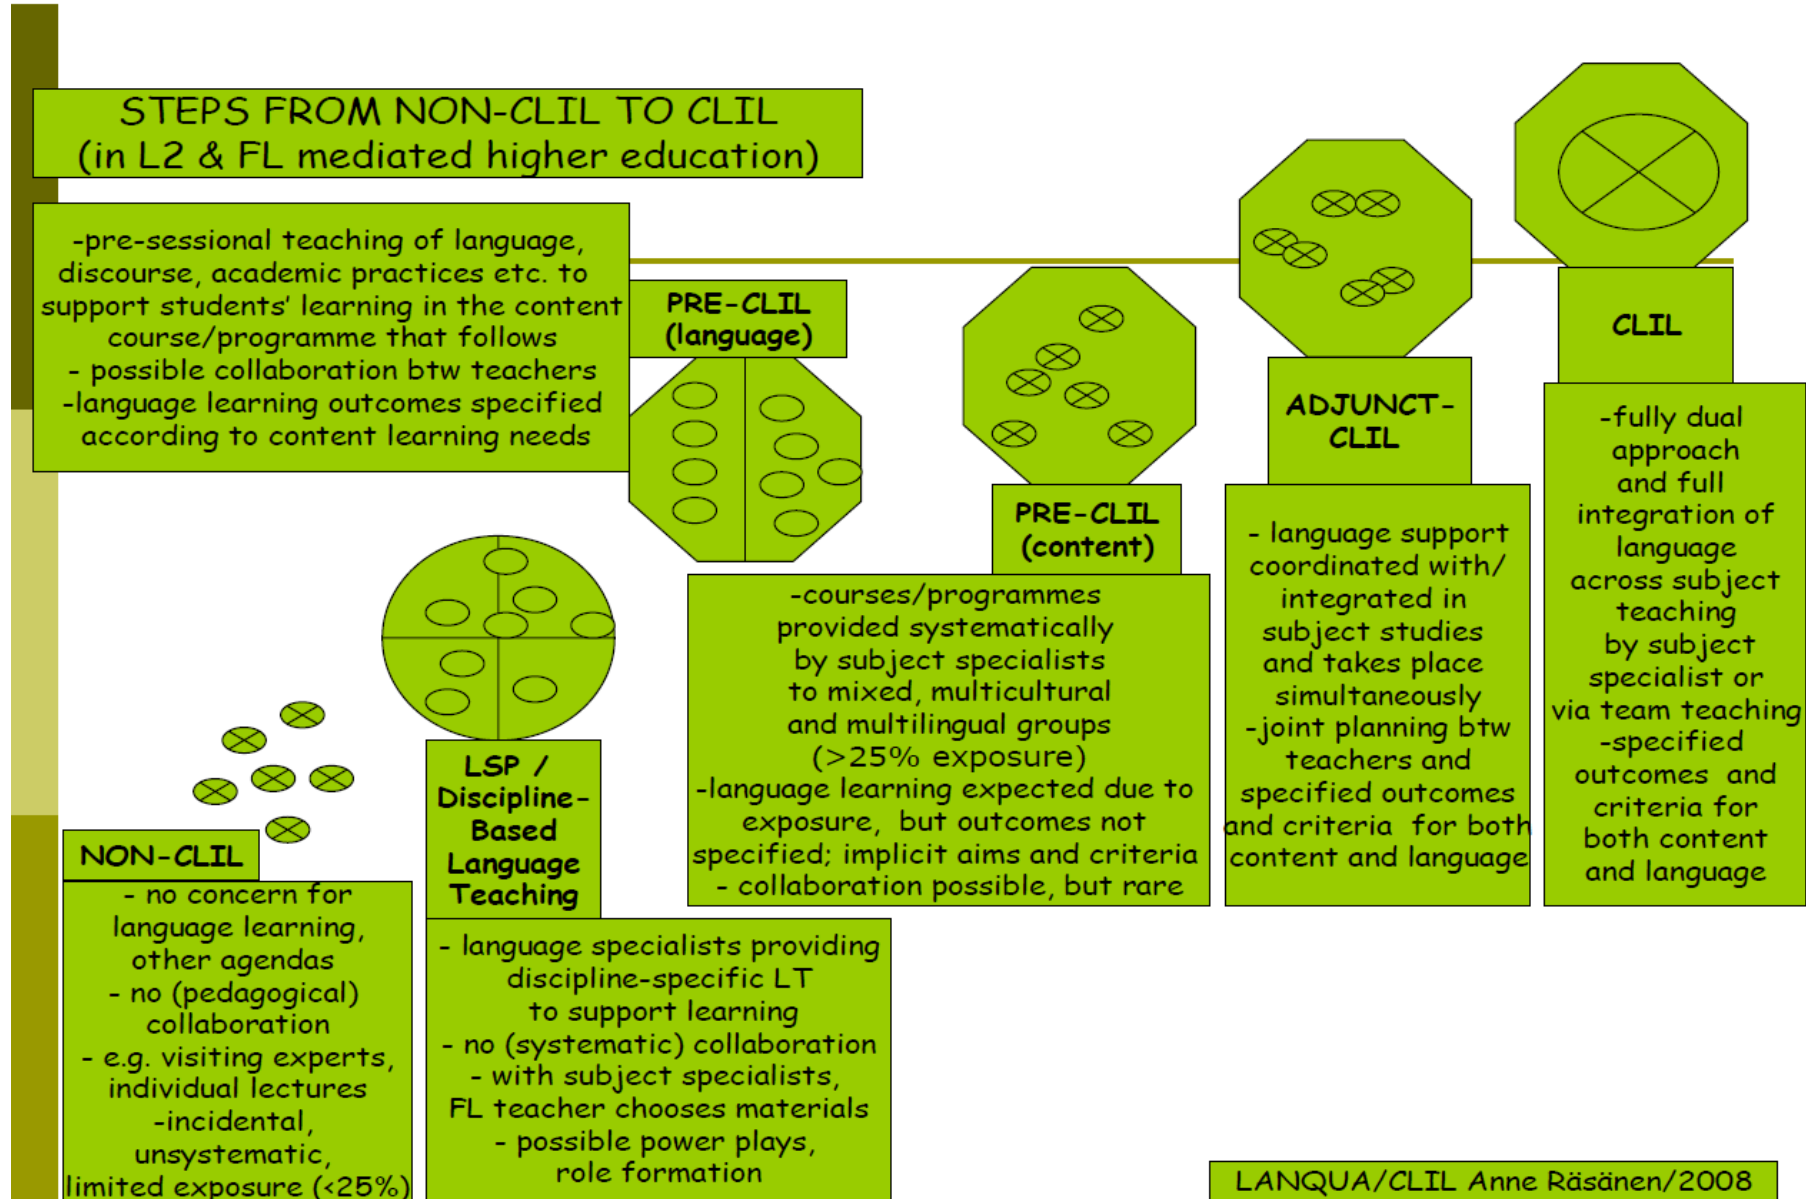 STEPS FROM NON-CLIL TO CLIL
(in L2 & FL mediated higher education)
-pre-sessional teaching of language,
discourse, academic practices etc. to
support students' learning in the content
course/programme that follows
- possible collaboration btw teachers
-language learning outcomes specified
according to content learning needs
PRE-CLIL
(language)
NON-CLIL
- no concern for
language learning,
other agendas
- no (pedagogical)
collaboration
- e.g. visiting experts,
individual lectures
-incidental,
unsystematic,
limited exposure (<25%)
LSP /
Discipline-
Based
Language
Teaching
- language specialists providing
discipline-specific LT
to support learning
- no (systematic) collaboration
- with subject specialists,
FL teacher chooses materials
- possible power plays,
role formation
PRE-CLIL
(content)
-courses/programmes
provided systematically
by subject specialists
to mixed, multicultural
and multilingual groups
(>25% exposure)
-language learning expected due to
exposure, but outcomes not
specified; implicit aims and criteria
- collaboration possible, but rare
ADJUNCT-
CLIL
- language support
coordinated with/
integrated in
subject studies
and takes place
simultaneously
-joint planning btw
teachers and
specified outcomes
and criteria for both
content and language
CLIL
-fully dual
approach
and full
integration of
language
across subject
teaching
by subject
specialist or
via team teaching
-specified
outcomes and
criteria for
both content
and language
LANQUA/CLIL Anne Räsänen/2008